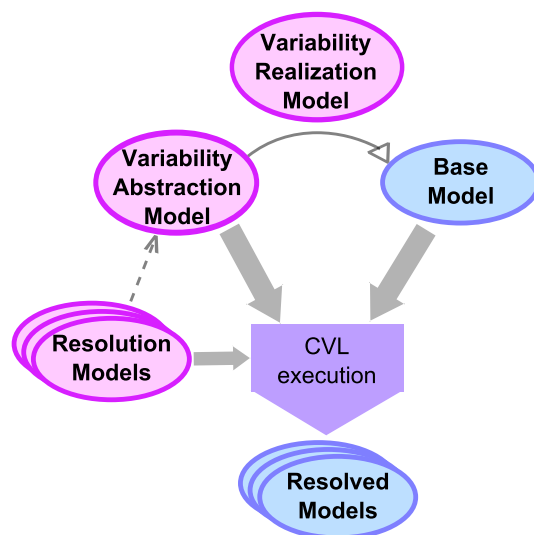 Variability
Realization
Model
Variability
Abstraction
Model
Base
Model
Resolution
Models
CVL
execution
Resolved
Models